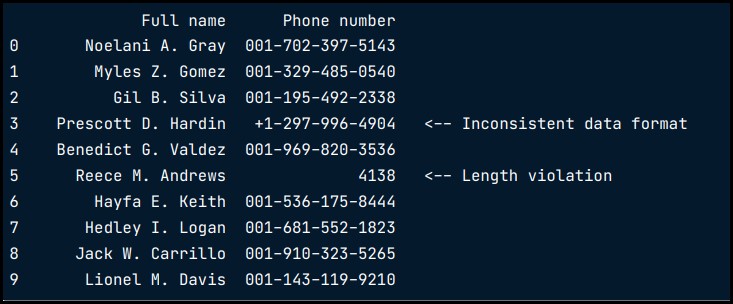 Full name Phone number
0 Noelani A. Gray 001-702-397-5143
1 Myles Z. Gomez 001-329-485-0540
2 Gil B. Silva 001-195-492-2338
3 Prescott D. Hardin +1-297-996-4904 <-- Inconsistent data format
4 Benedict G. Valdez 001-969-820-3536
5 Reece M. Andrews 4138 <-- Length violation
6 Hayfa E. Keith 001-536-175-8444
7 Hedley I. Logan 001-681-552-1823
8 Jack W. Carrillo 001-910-323-5265
9 Lionel M. Davis 001-143-119-9210